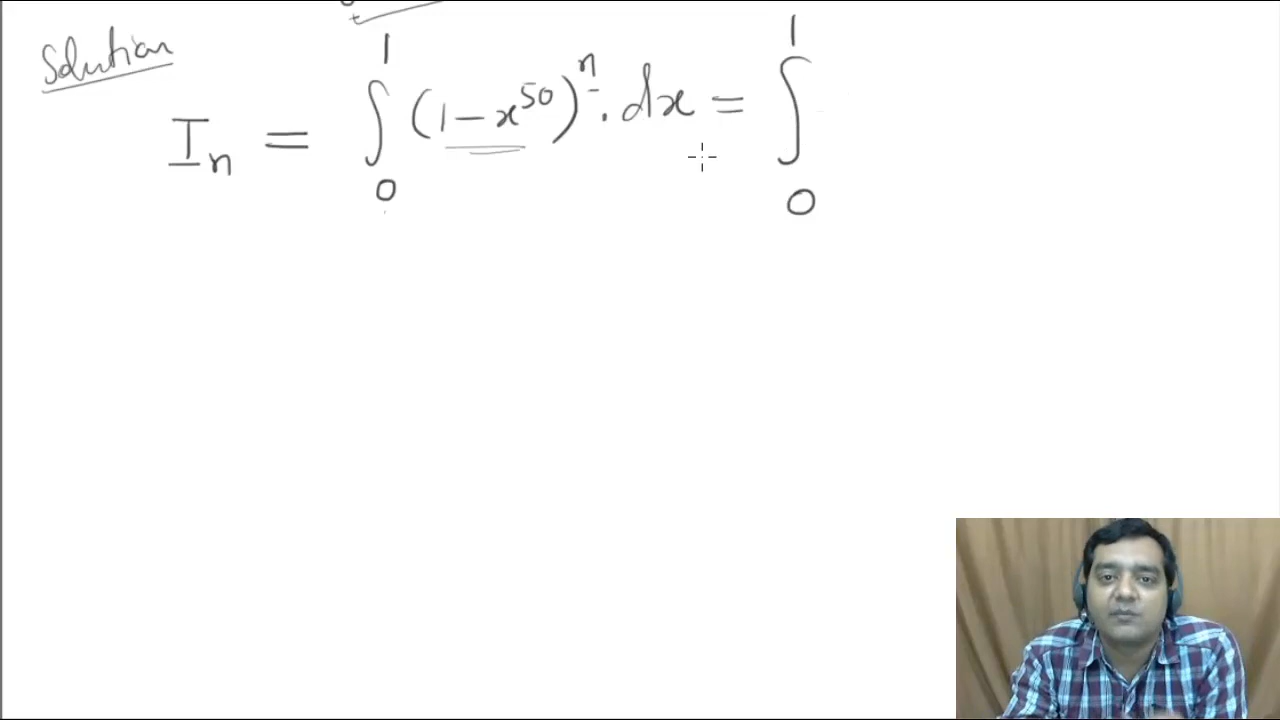 Solution
I_n = ∫_0^1 (1 - x^50)^n . dx = ∫_0^1